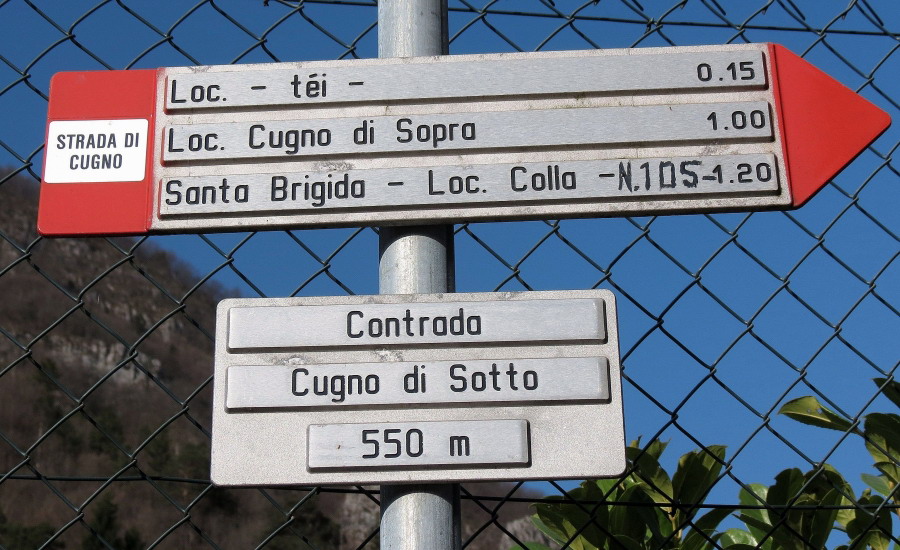 STRADA DI
CUGNO
Loc. - téi - 0.15
Loc. Cugno di Sopra 1.00
Santa Brigida - Loc. Colla -N.105-1.20
Contrada
Cugno di Sotto
550 m